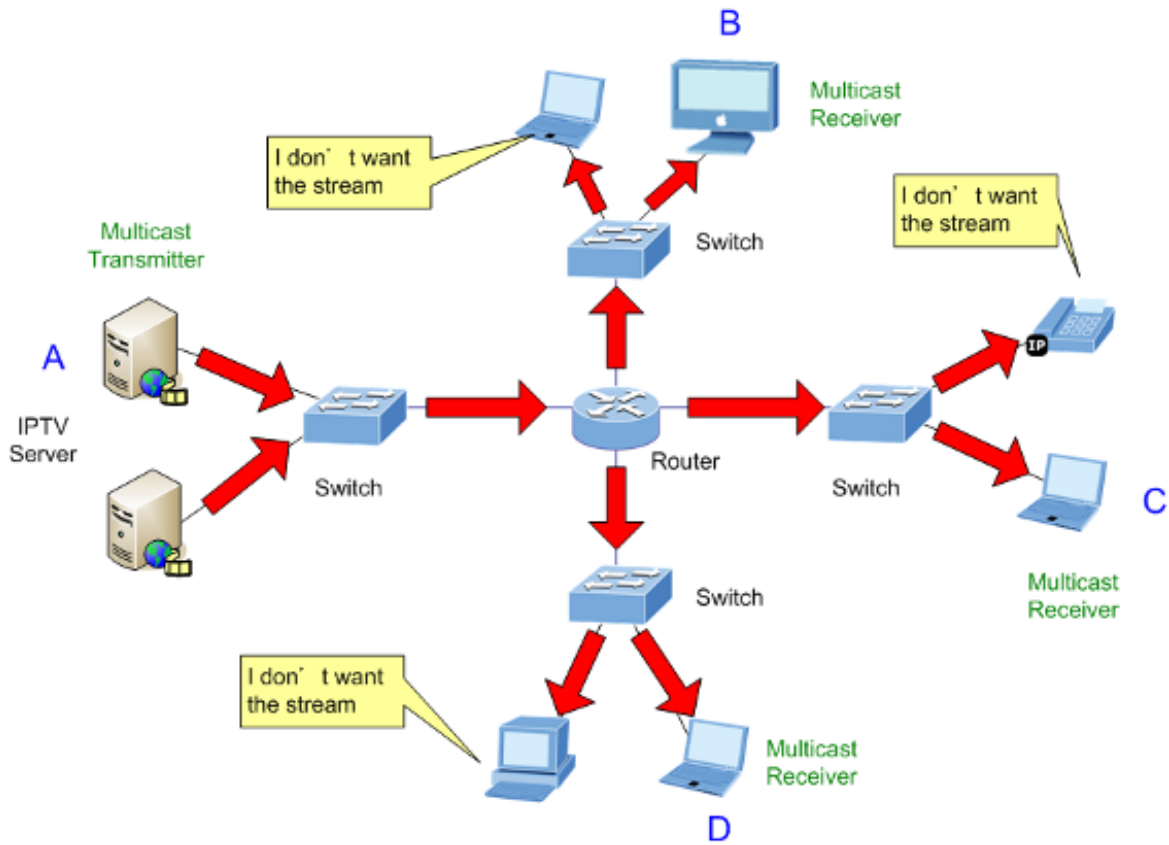 B
Multicast
Receiver
I don' t want
the stream
I don' t want
the stream
Switch
Multicast
Transmitter
A
IPTV
Server
IP
Switch
Router
Switch
C
Multicast
Receiver
Switch
I don' t want
the stream
Multicast
Receiver
D